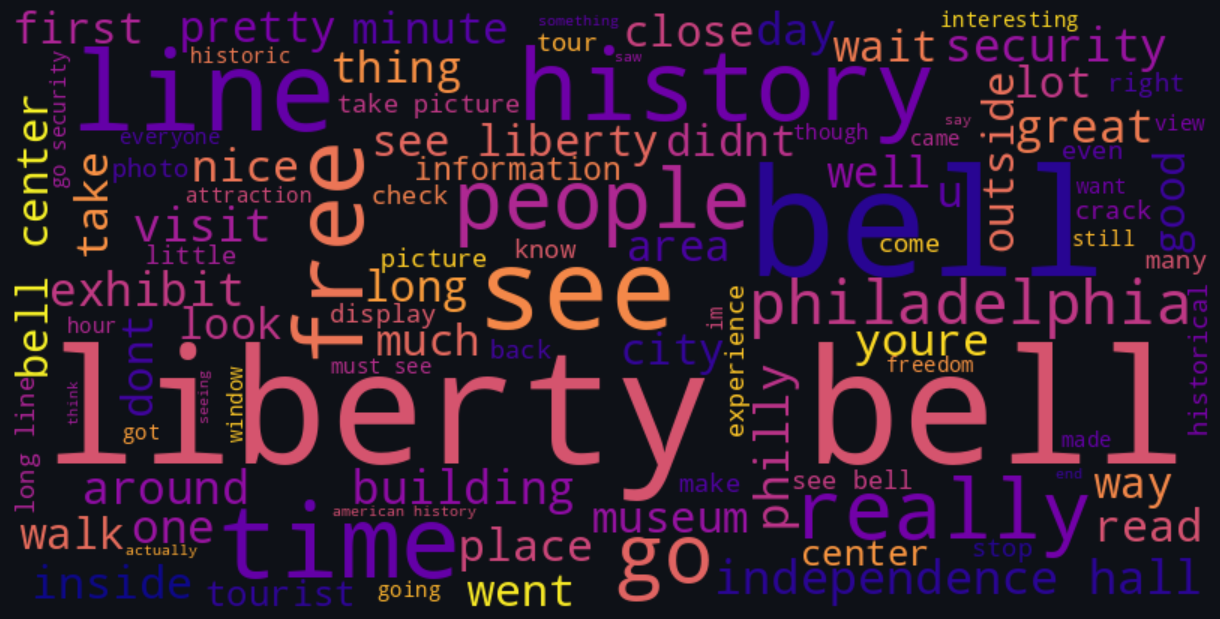 first
pretty
minute
something
close
day
interesting
historic
tour
saw
wait
security
go security
line
thing
history
outside
lot
right
take picture
everyone
see liberty
didnt
though
came
say
great
view
bell center
take
photo
nice
free
information
people
well
u
even
good
attraction
check
bell
want
crack
visit
little
know
area
come
still
many
picture
see
exhibit
long
display
im
philadelphia
hour
dont
look
much
back
city
experience
youre
historical
must see
freedom
liberty bell
long line
think
seeing
window
got
philly
made
around
building
make
see bell
end
way
walk
one
time
american history
museum
really
read
actually
place
go
center
stop
inside
tourist
going
went
independence hall